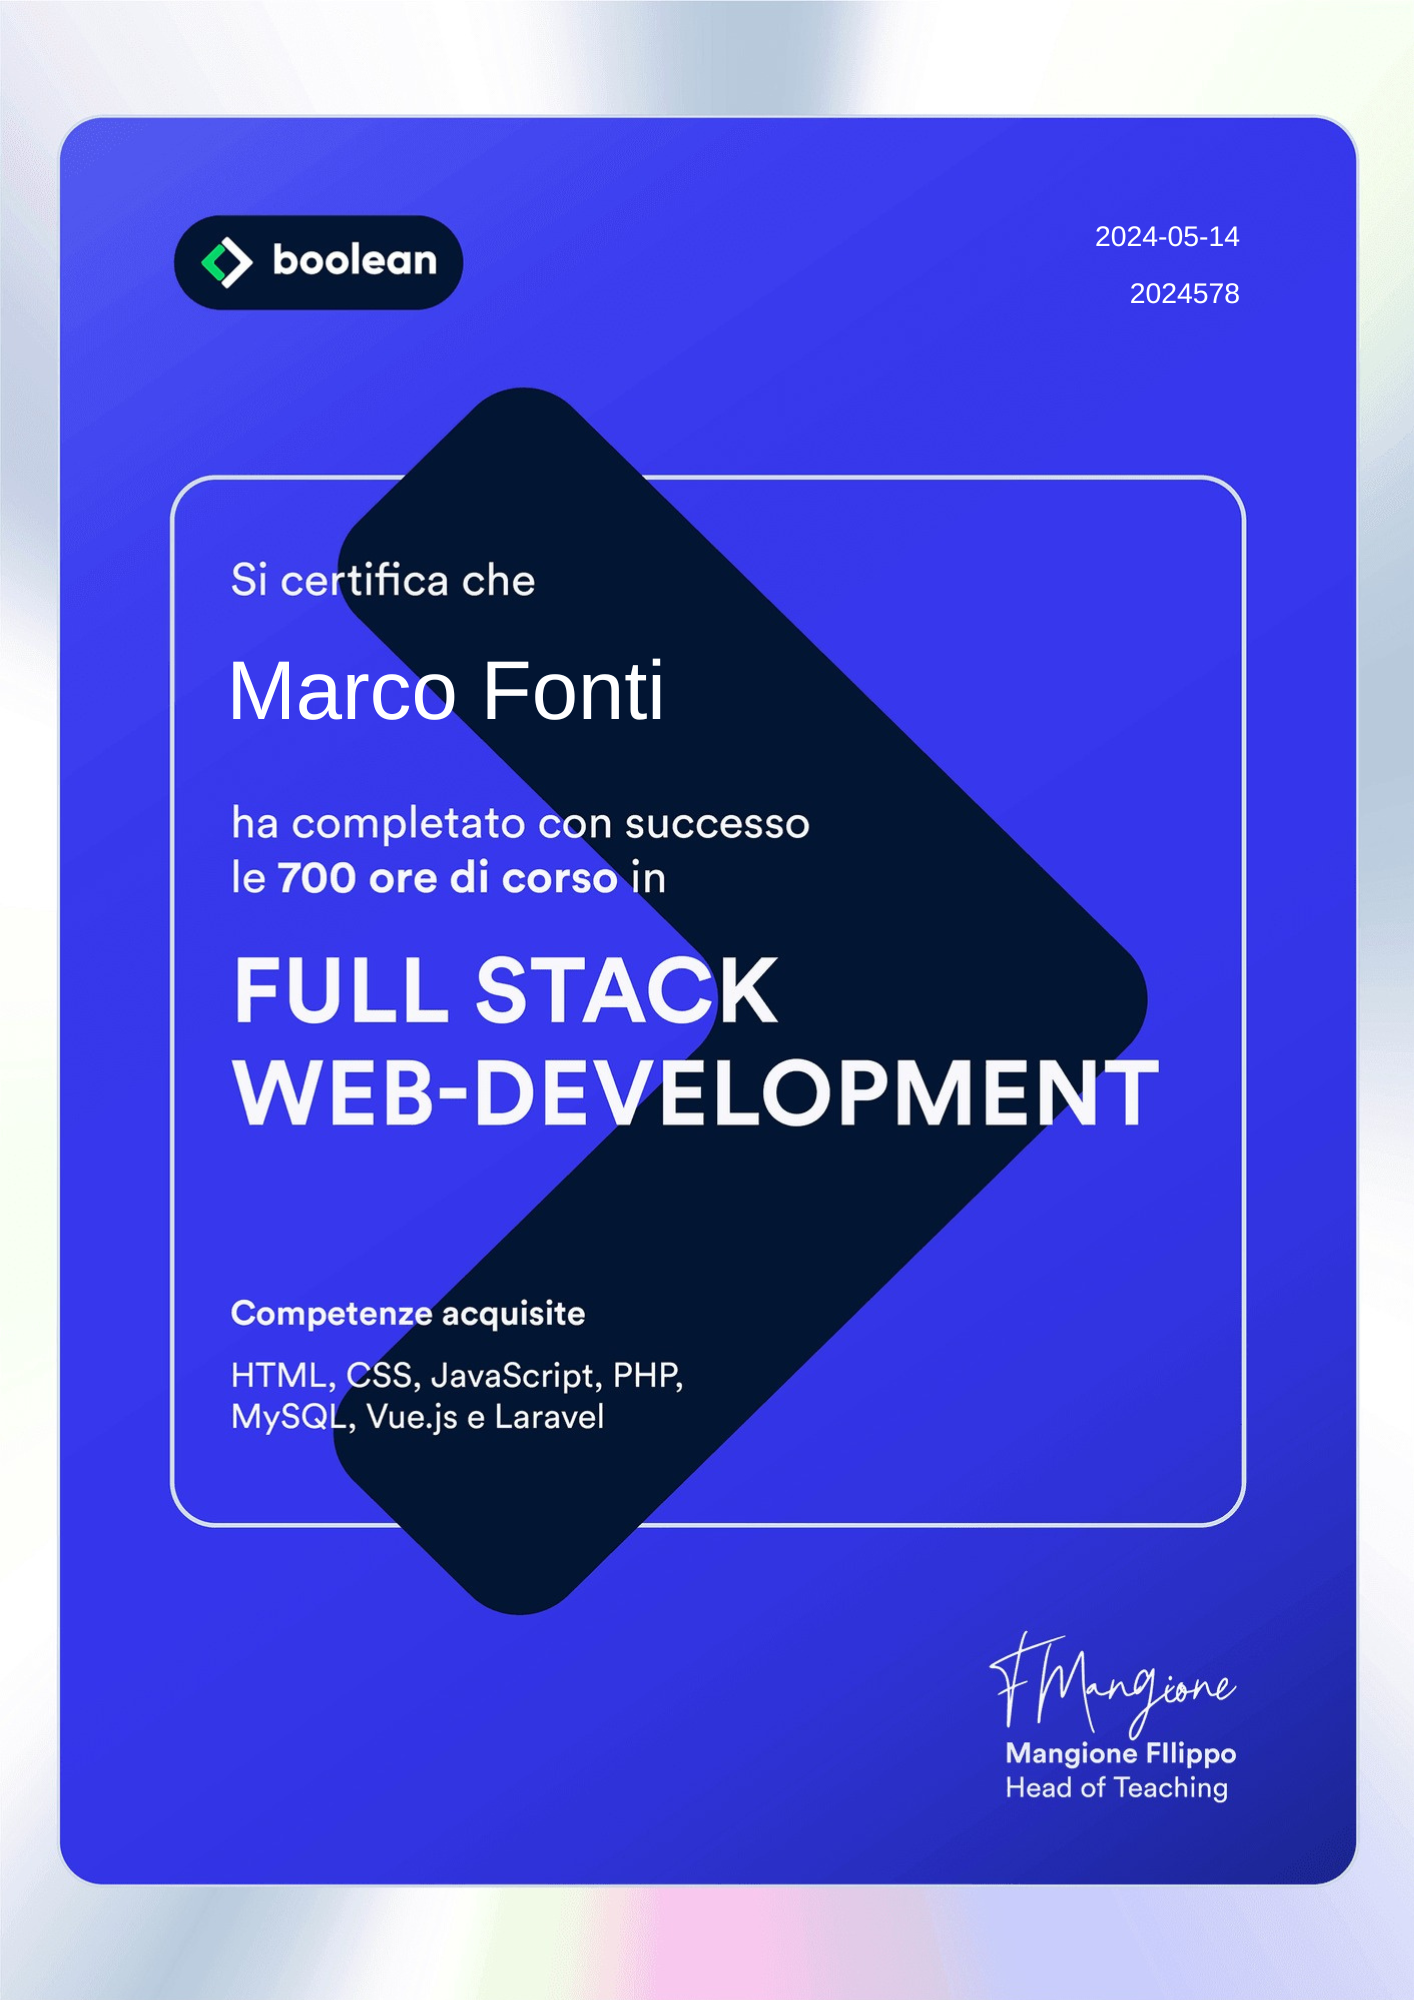 boolean
2024-05-14
2024578
Si certifica che
Marco Fonti
ha completato con successo
le 700 ore di corso in
FULL STACK
WEB-DEVELOPMENT
Competenze acquisite
HTML, CSS, JavaScript, PHP,
MySQL, Vue.js e Laravel
FMangione
Mangione FIlippo
Head of Teaching